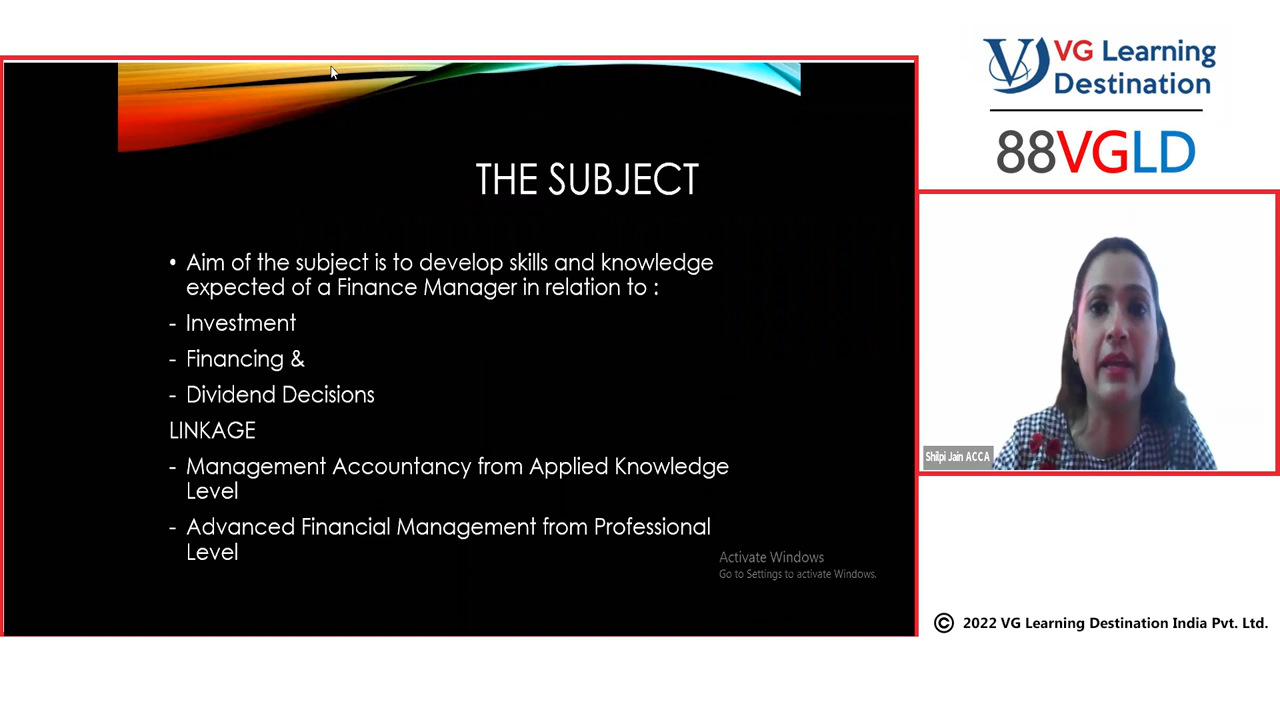 VG Learning
Destination
88VGLD
THE SUBJECT
• Aim of the subject is to develop skills and knowledge
expected of a Finance Manager in relation to :
- Investment
- Financing &
- Dividend Decisions
LINKAGE
- Management Accountancy from Applied Knowledge
Level
- Advanced Financial Management from Professional
Level
Activate Windows
Go to Settings to activate Windows.
Shilpi Jain ACCA
© 2022 VG Learning Destination India Pvt. Ltd.